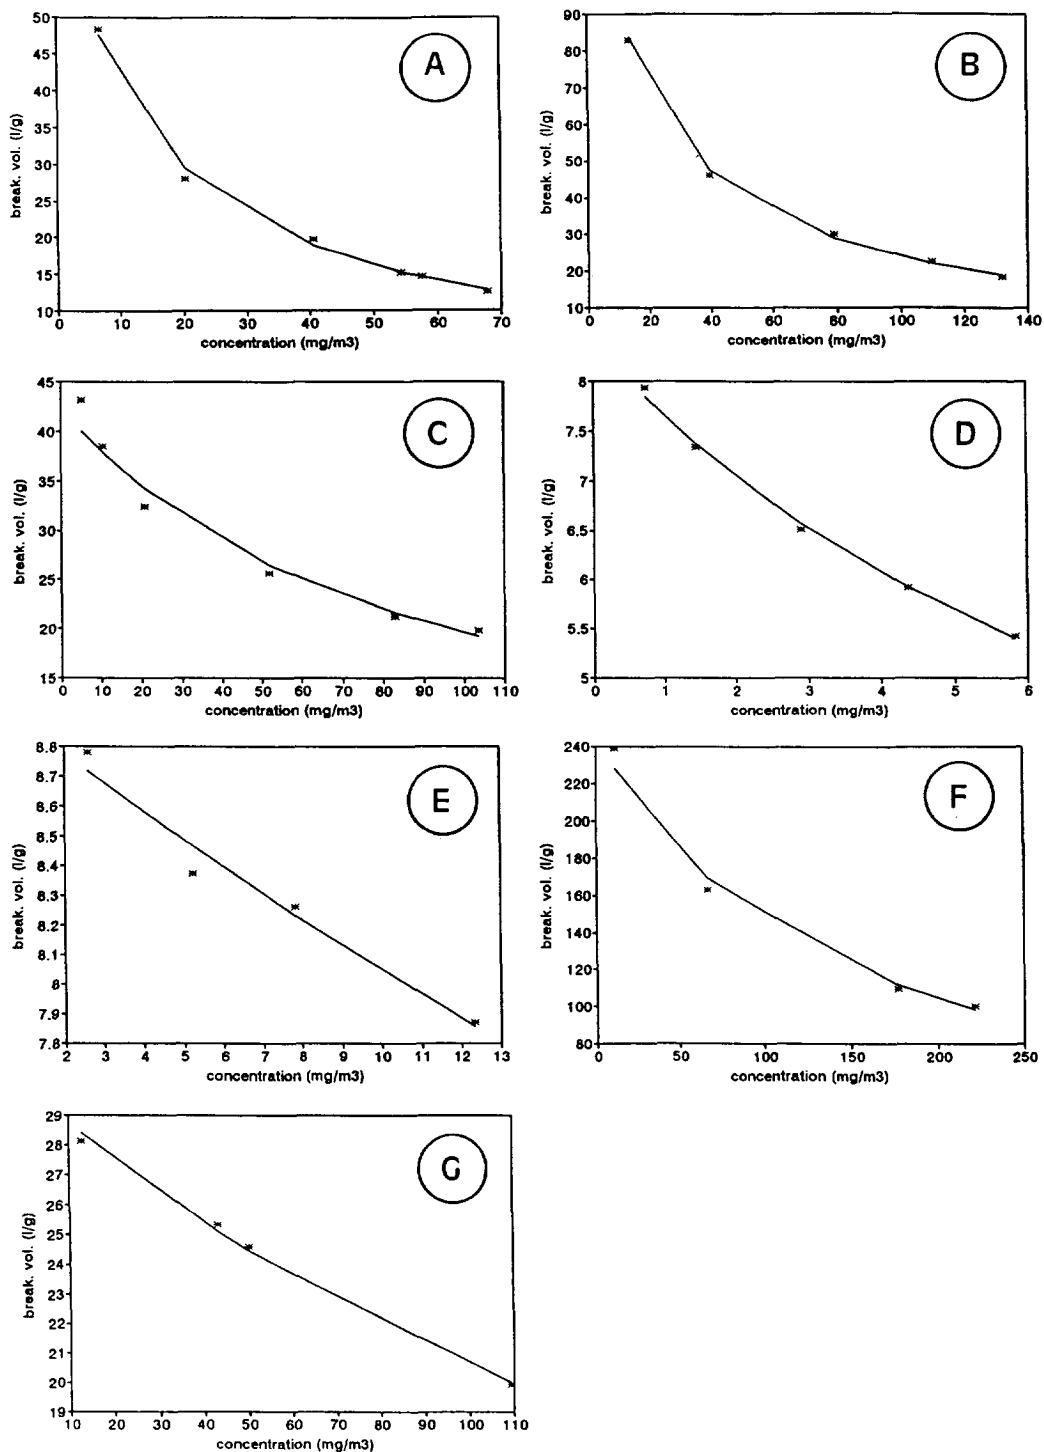 50
45
40
35
30
25
20
15
10
break. vol. (l/g)
A
0 10 20 30 40 50 60 70
concentration (mg/m3)
90
80
70
60
50
40
30
20
10
break. vol. (l/g)
B
0 20 40 60 80 100 120 140
concentration (mg/m3)
45
40
35
30
25
20
15
break. vol. (l/g)
C
0 10 20 30 40 50 60 70 80 90 100 110
concentration (mg/m3)
8
7.5
7
6.5
6
5.5
5
break. vol. (l/g)
D
0 1 2 3 4 5 6
concentration (mg/m3)
8.8
8.7
8.6
8.5
8.4
8.3
8.2
8.1
8
7.9
7.8
break. vol. (l/g)
E
2 3 4 5 6 7 8 9 10 11 12 13
concentration (mg/m3)
240
220
200
180
160
140
120
100
80
break. vol. (l/g)
F
0 50 100 150 200 250
concentration (mg/m3)
29
28
27
26
25
24
23
22
21
20
19
break. vol. (l/g)
G
10 20 30 40 50 60 70 80 90 100 110
concentration (mg/m3)